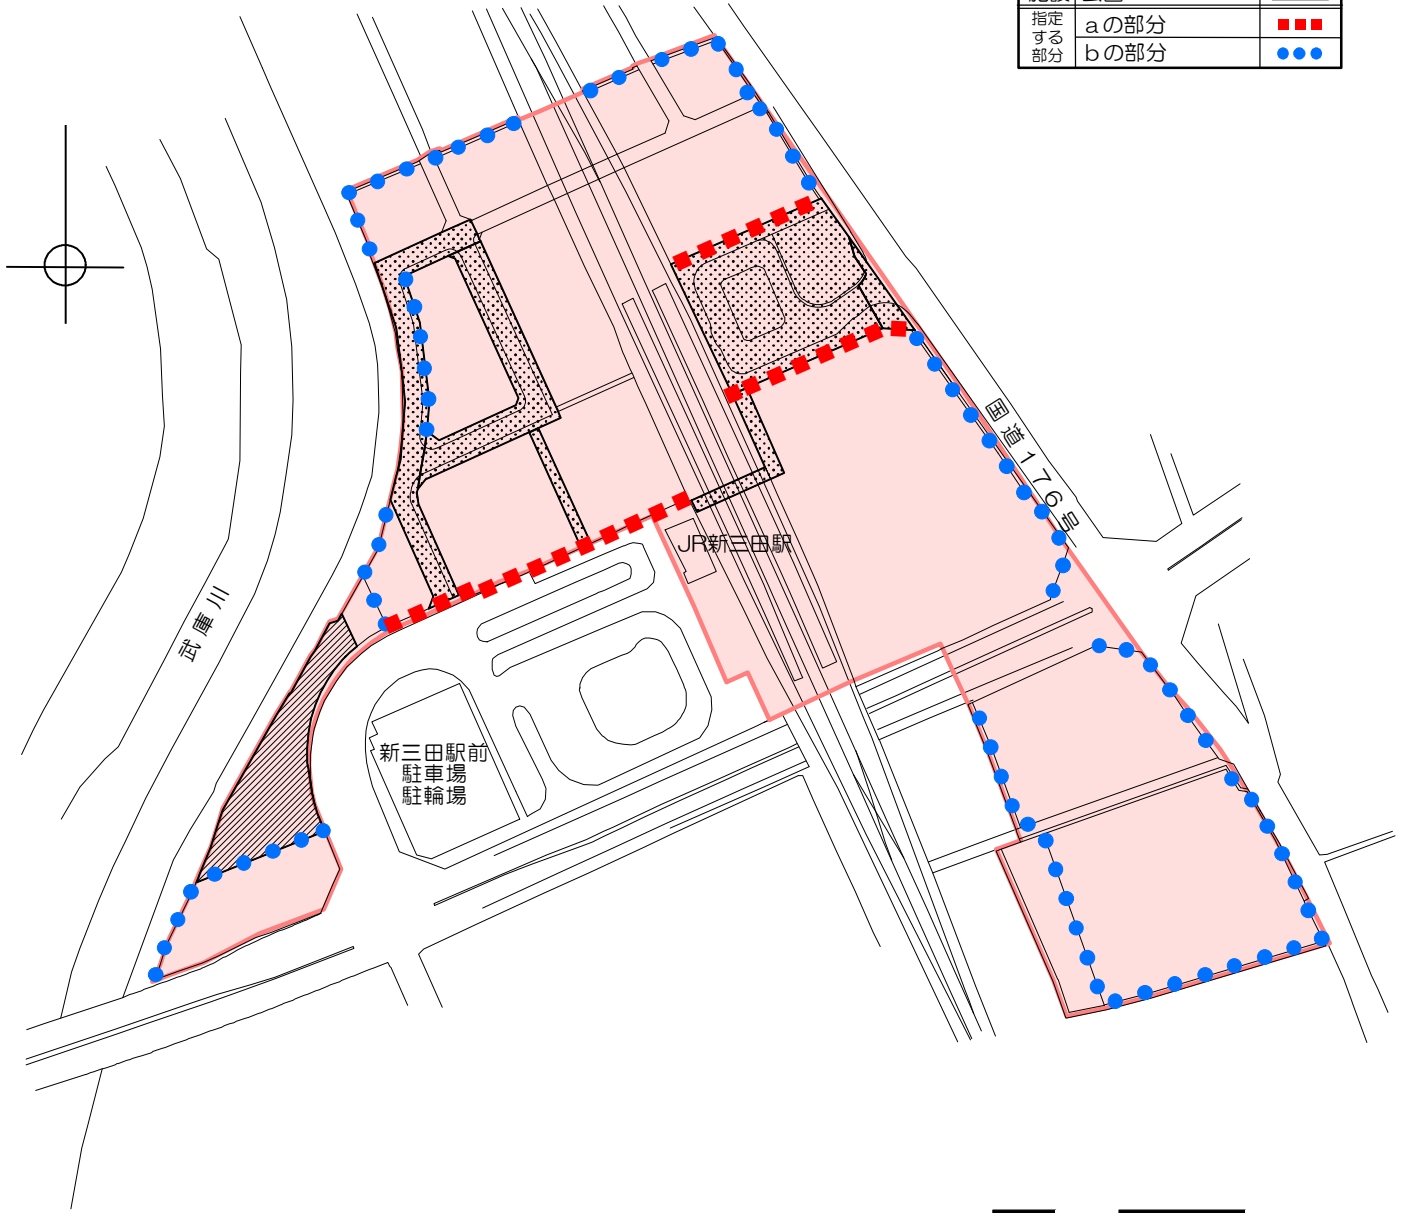 指定
する
部分
aの部分
bの部分
国道176号
JR新三田駅
武庫川
新三田駅前
駐車場
駐輪場